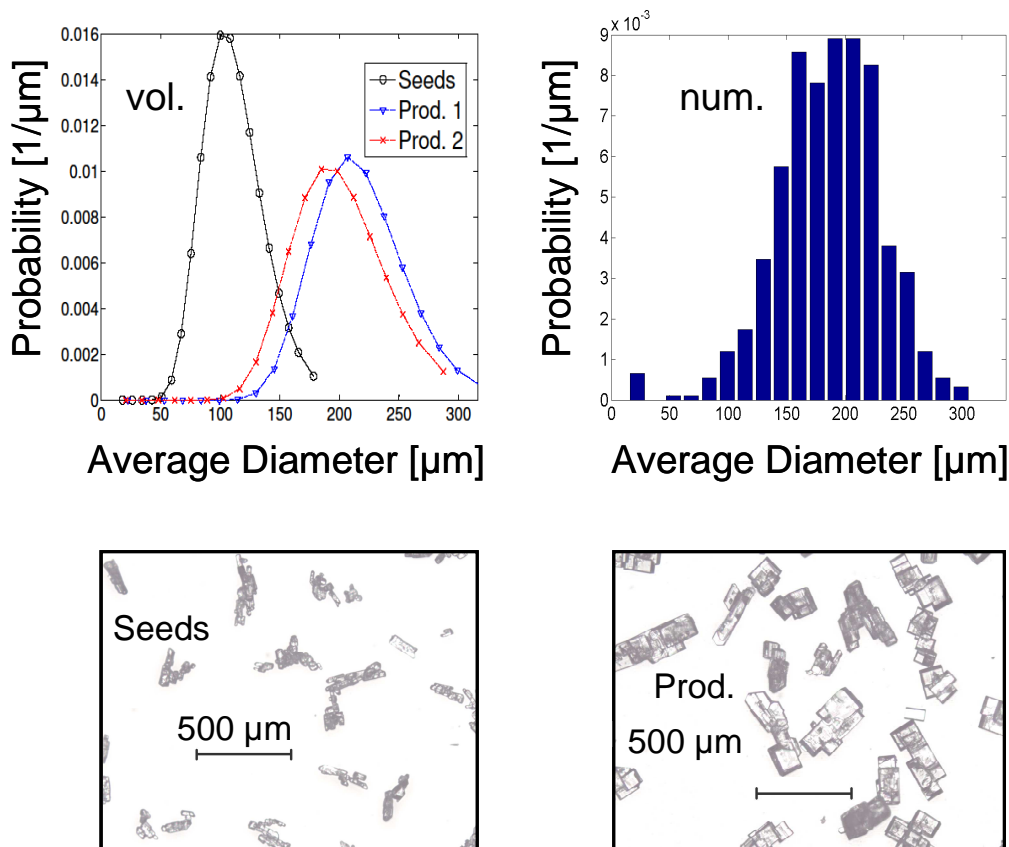 vol.
Seeds
Prod. 1
Prod. 2
Probability [1/µm]
0.016
0.014
0.012
0.01
0.008
0.006
0.004
0.002
0
0 50 100 150 200 250 300
Average Diameter [µm]
num.
Probability [1/µm]
x 10⁻³
9
8
7
6
5
4
3
2
1
0
0 50 100 150 200 250 300
Average Diameter [µm]
Seeds
500 µm
Prod.
500 µm